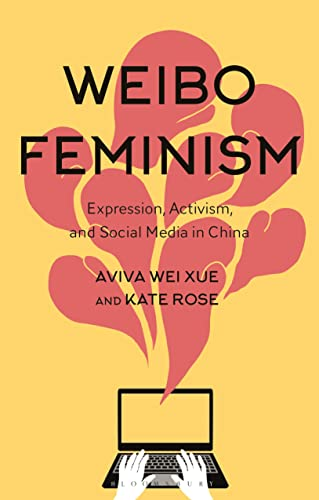 WEIBO
FEMINISM
Expression, Activism,
and Social Media in China
AVIVA WEI XUE
AND KATE ROSE
BLOOMSBURY